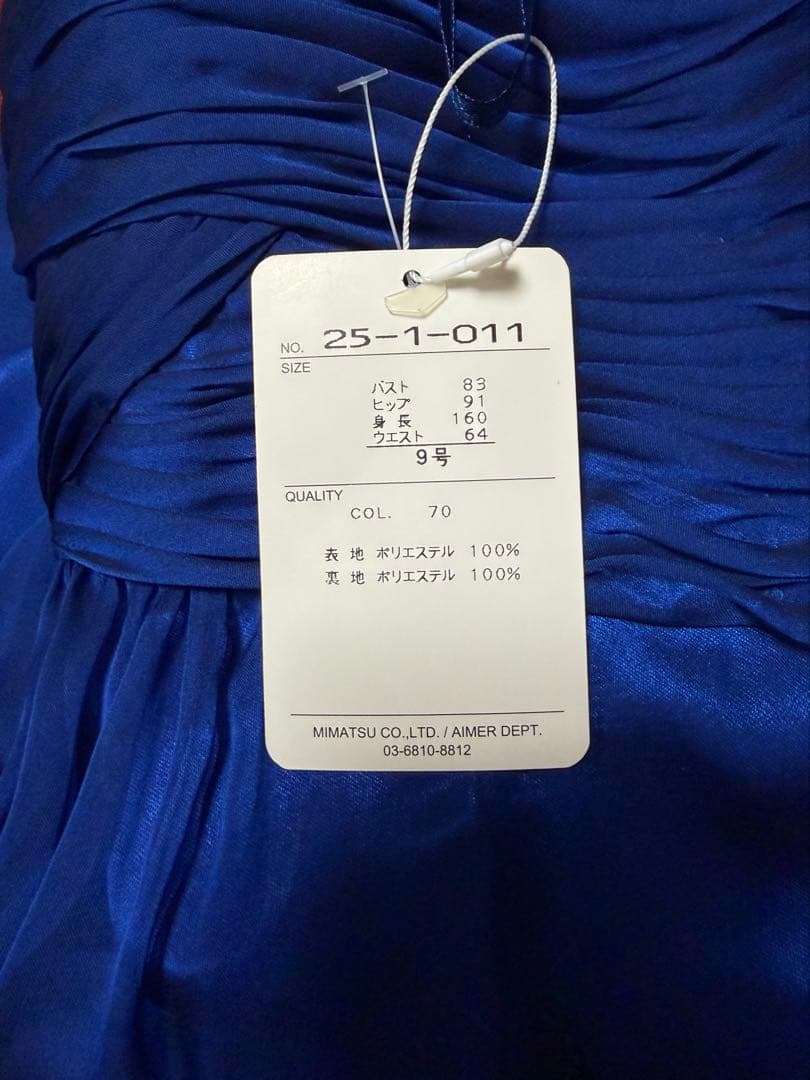 NO. 25-1-011
SIZE
バスト 83
ヒップ 91
身長 160
ウエスト 64
9号
QUALITY
COL. 70
表地 ポリエステル 100%
裏地 ポリエステル 100%
MIMATSU CO.,LTD. / AIMER DEPT.
03-6810-8812